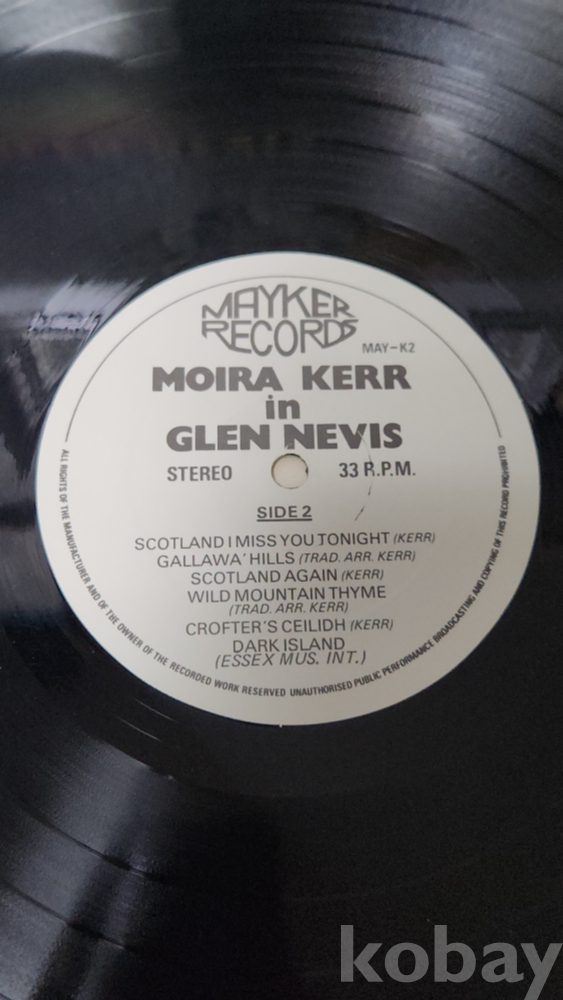 MAYKER
RECORDS
MAY-K2
MOIRA KERR
in
GLEN NEVIS
STEREO
33 R.P.M.
SIDE 2
SCOTLAND I MISS YOU TONIGHT (KERR)
GALLAWA' HILLS (TRAD. ARR. KERR)
SCOTLAND AGAIN (KERR)
WILD MOUNTAIN THYME
(TRAD. ARR. KERR)
CROFTER'S CEILIDH (KERR)
DARK ISLAND
(ESSEX MUS. INT.)
ALL RIGHTS OF THE MANUFACTURER AND OF THE OWNER OF THE RECORDED WORK RESERVED UNAUTHORISED PUBLIC PERFORMANCE BROADCASTING AND COPYING OF THIS RECORD PROHIBITED
kobay